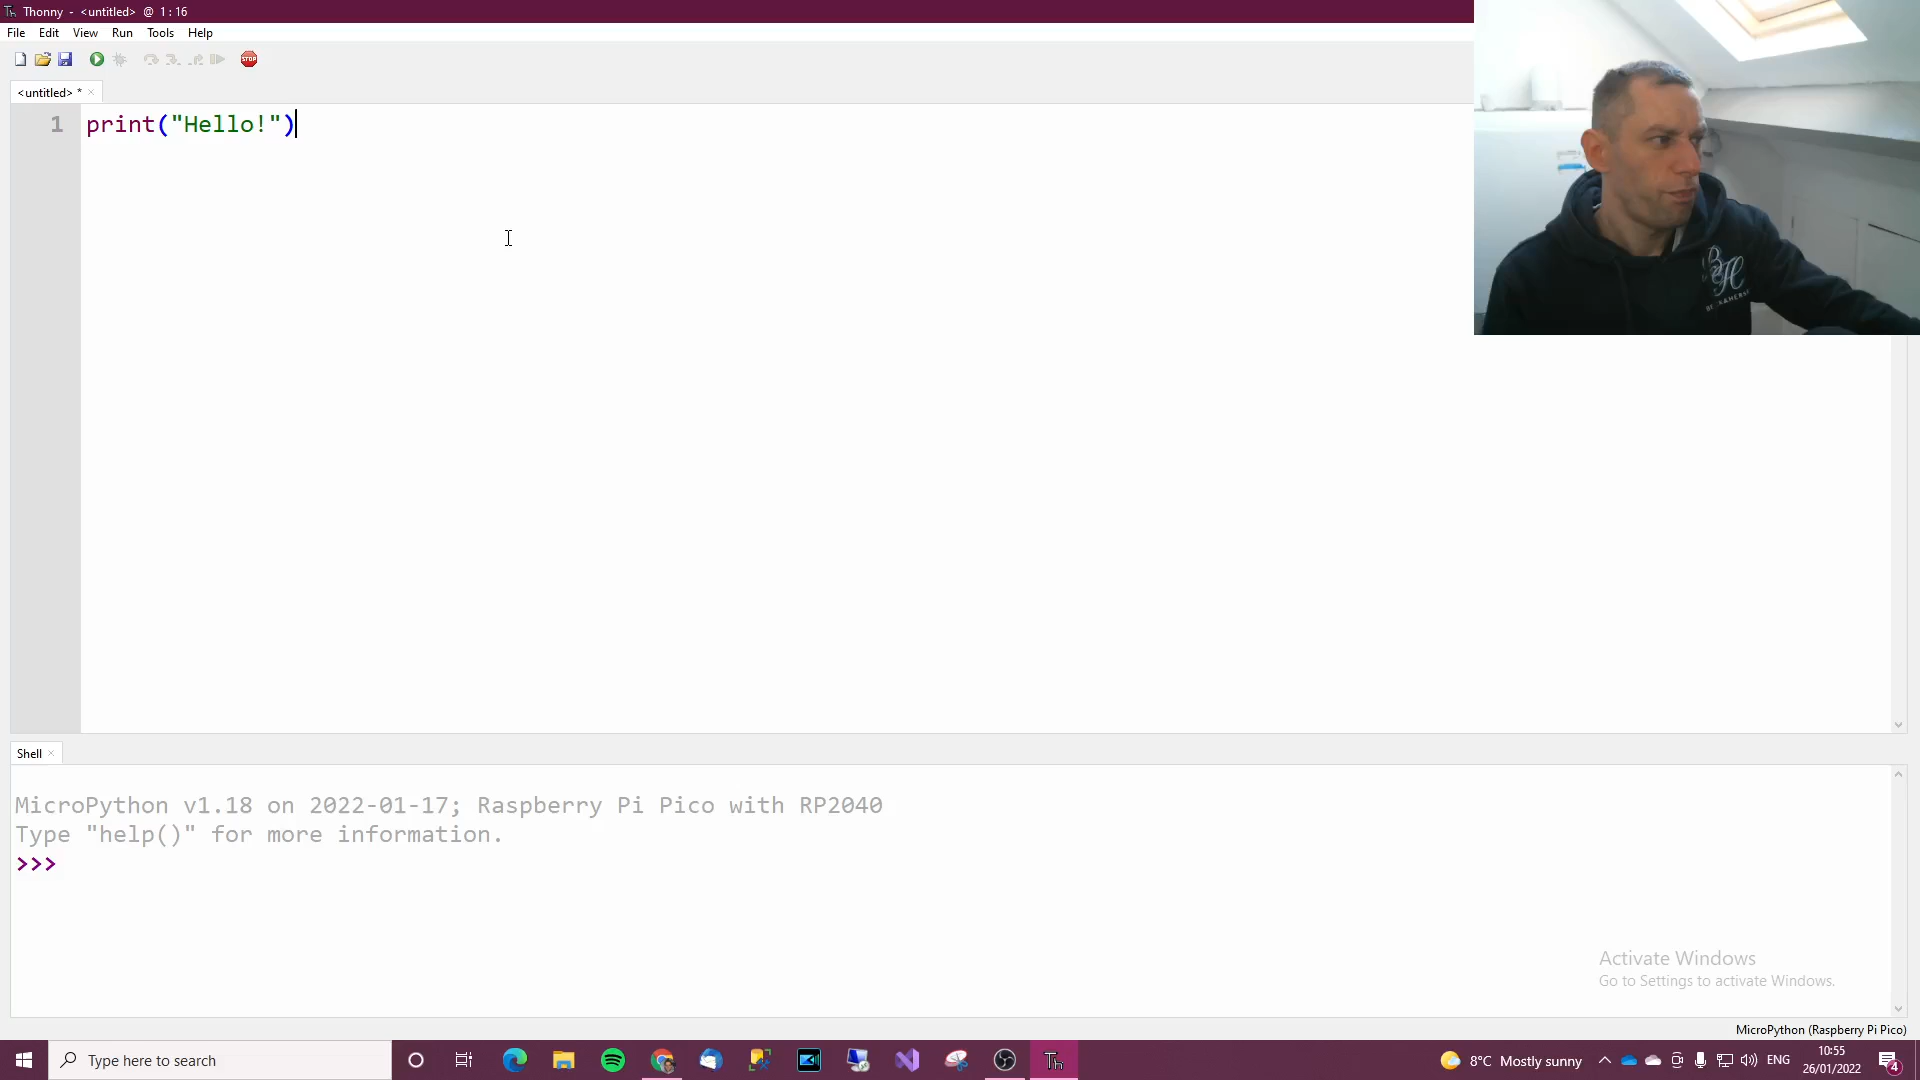 Thonny - <untitled> @ 1 : 16
File Edit View Run Tools Help
STOP
<untitled> *
1 print("Hello!")
Shell
MicroPython v1.18 on 2022-01-17; Raspberry Pi Pico with RP2040
Type "help()" for more information.
>>>
Activate Windows
Go to Settings to activate Windows.
MicroPython (Raspberry Pi Pico)
Type here to search
Th
8°C Mostly sunny
ENG
10:55
26/01/2022
4